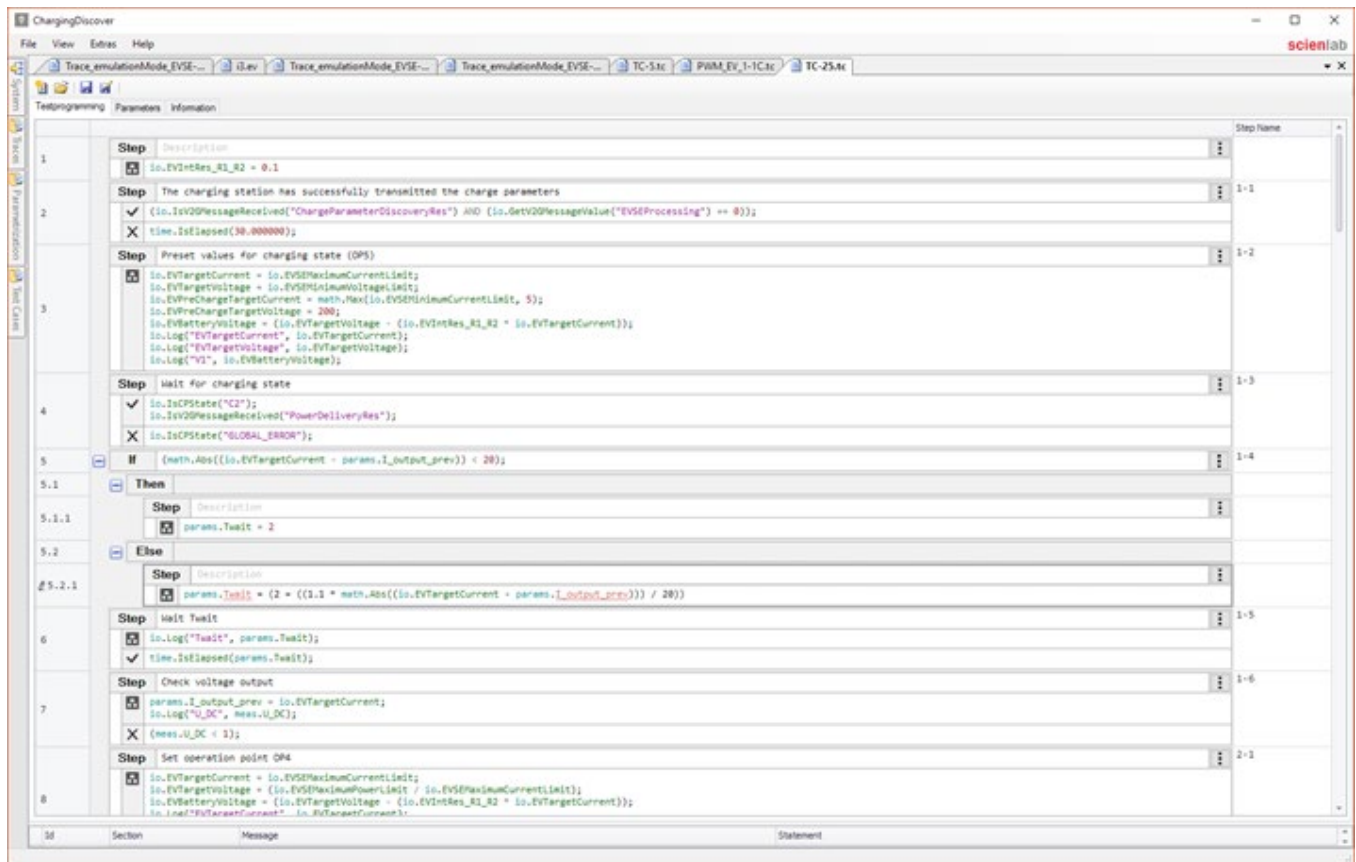 ChargingDiscover
File View Extras Help
scienlab
Trace_emulationMode_EVSE-... i3.ev Trace_emulationMode_EVSE-... Trace_emulationMode_EVSE-... TC-5.tc PWM_EV_1-1C.tc TC-25.tc
System
Traces
Parametrization
Test Cases
Testprogramming Parameters Information
Step Name
1
Step Description
io.EVIntRes_R1_R2 = 0.1
2
Step The charging station has successfully transmitted the charge parameters 1-1
(io.IsV2GMessageReceived("ChargeParameterDiscoveryRes") AND (io.GetV2GMessageValue("EVSEProcessing") == 0));
time.IsElapsed(30.000000);
3
Step Preset values for charging state (OP5) 1-2
io.EVTargetCurrent = io.EVSEMaximumCurrentLimit;
io.EVTargetVoltage = io.EVSEMinimumVoltageLimit;
io.EVPreChargeTargetCurrent = math.Max(io.EVSEMinimumCurrentLimit, 5);
io.EVPreChargeTargetVoltage = 200;
io.EVBatteryVoltage = (io.EVTargetVoltage - (io.EVIntRes_R1_R2 * io.EVTargetCurrent));
io.Log("EVTargetCurrent", io.EVTargetCurrent);
io.Log("EVTargetVoltage", io.EVTargetVoltage);
io.Log("V1", io.EVBatteryVoltage);
4
Step Wait for charging state 1-3
io.IsCPState("C2");
io.IsV2GMessageReceived("PowerDeliveryRes");
io.IsCPState("GLOBAL_ERROR");
5 If (math.Abs((io.EVTargetCurrent - params.I_output_prev)) < 20); 1-4
5.1 Then
5.1.1
Step Description
params.Twait = 2
5.2 Else
5.2.1
Step Description
params.Twait = (2 + ((1.1 * math.Abs((io.EVTargetCurrent - params.I_output_prev))) / 20))
6
Step Wait Twait 1-5
io.Log("Twait", params.Twait);
time.IsElapsed(params.Twait);
7
Step Check voltage output 1-6
params.I_output_prev = io.EVTargetCurrent;
io.Log("U_DC", meas.U_DC);
(meas.U_DC < 1);
8
Step Set operation point OP4 2-1
io.EVTargetCurrent = io.EVSEMaximumCurrentLimit;
io.EVTargetVoltage = (io.EVSEMaximumPowerLimit / io.EVSEMaximumCurrentLimit);
io.EVBatteryVoltage = (io.EVTargetVoltage - (io.EVIntRes_R1_R2 * io.EVTargetCurrent));
io.Log("EVTargetCurrent", io.EVTargetCurrent);
Id Section Message Statement